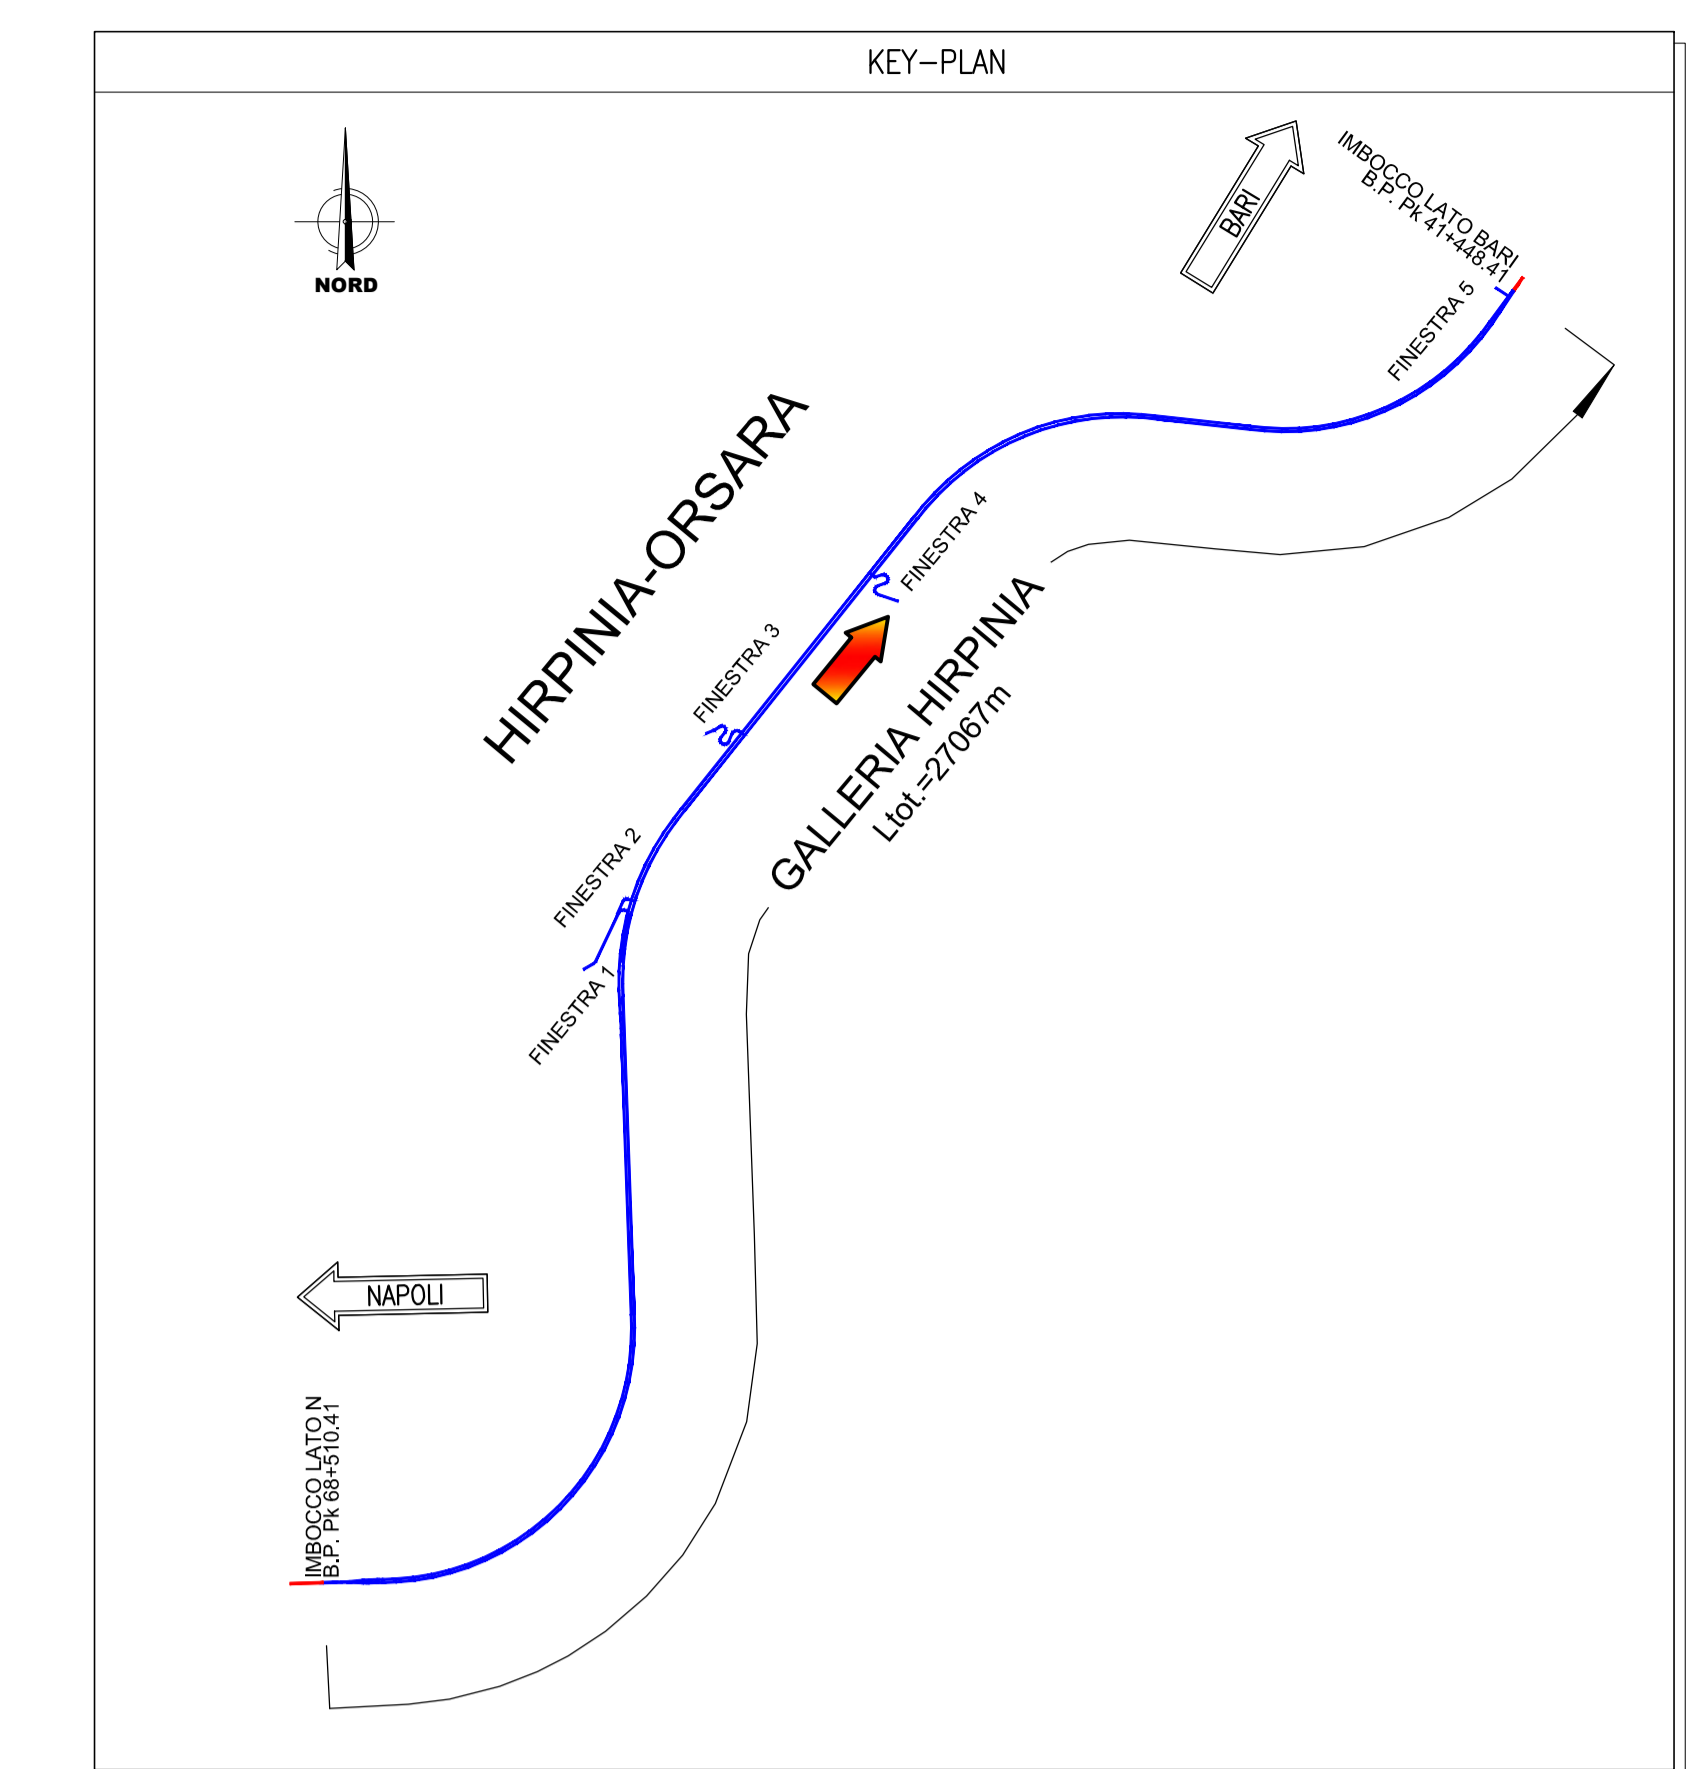 KEY-PLAN
NORD
BARI
IMBOCCO LATO BARI
B.P. Pk 41+448.41
FINESTRA 5
HIRPINIA-ORSARA
FINESTRA 4
GALLERIA HIRPINIA
Ltot.=27067m
FINESTRA 3
FINESTRA 2
FINESTRA 1
NAPOLI
IMBOCCO LATO N
B.P. Pk 68+510.41